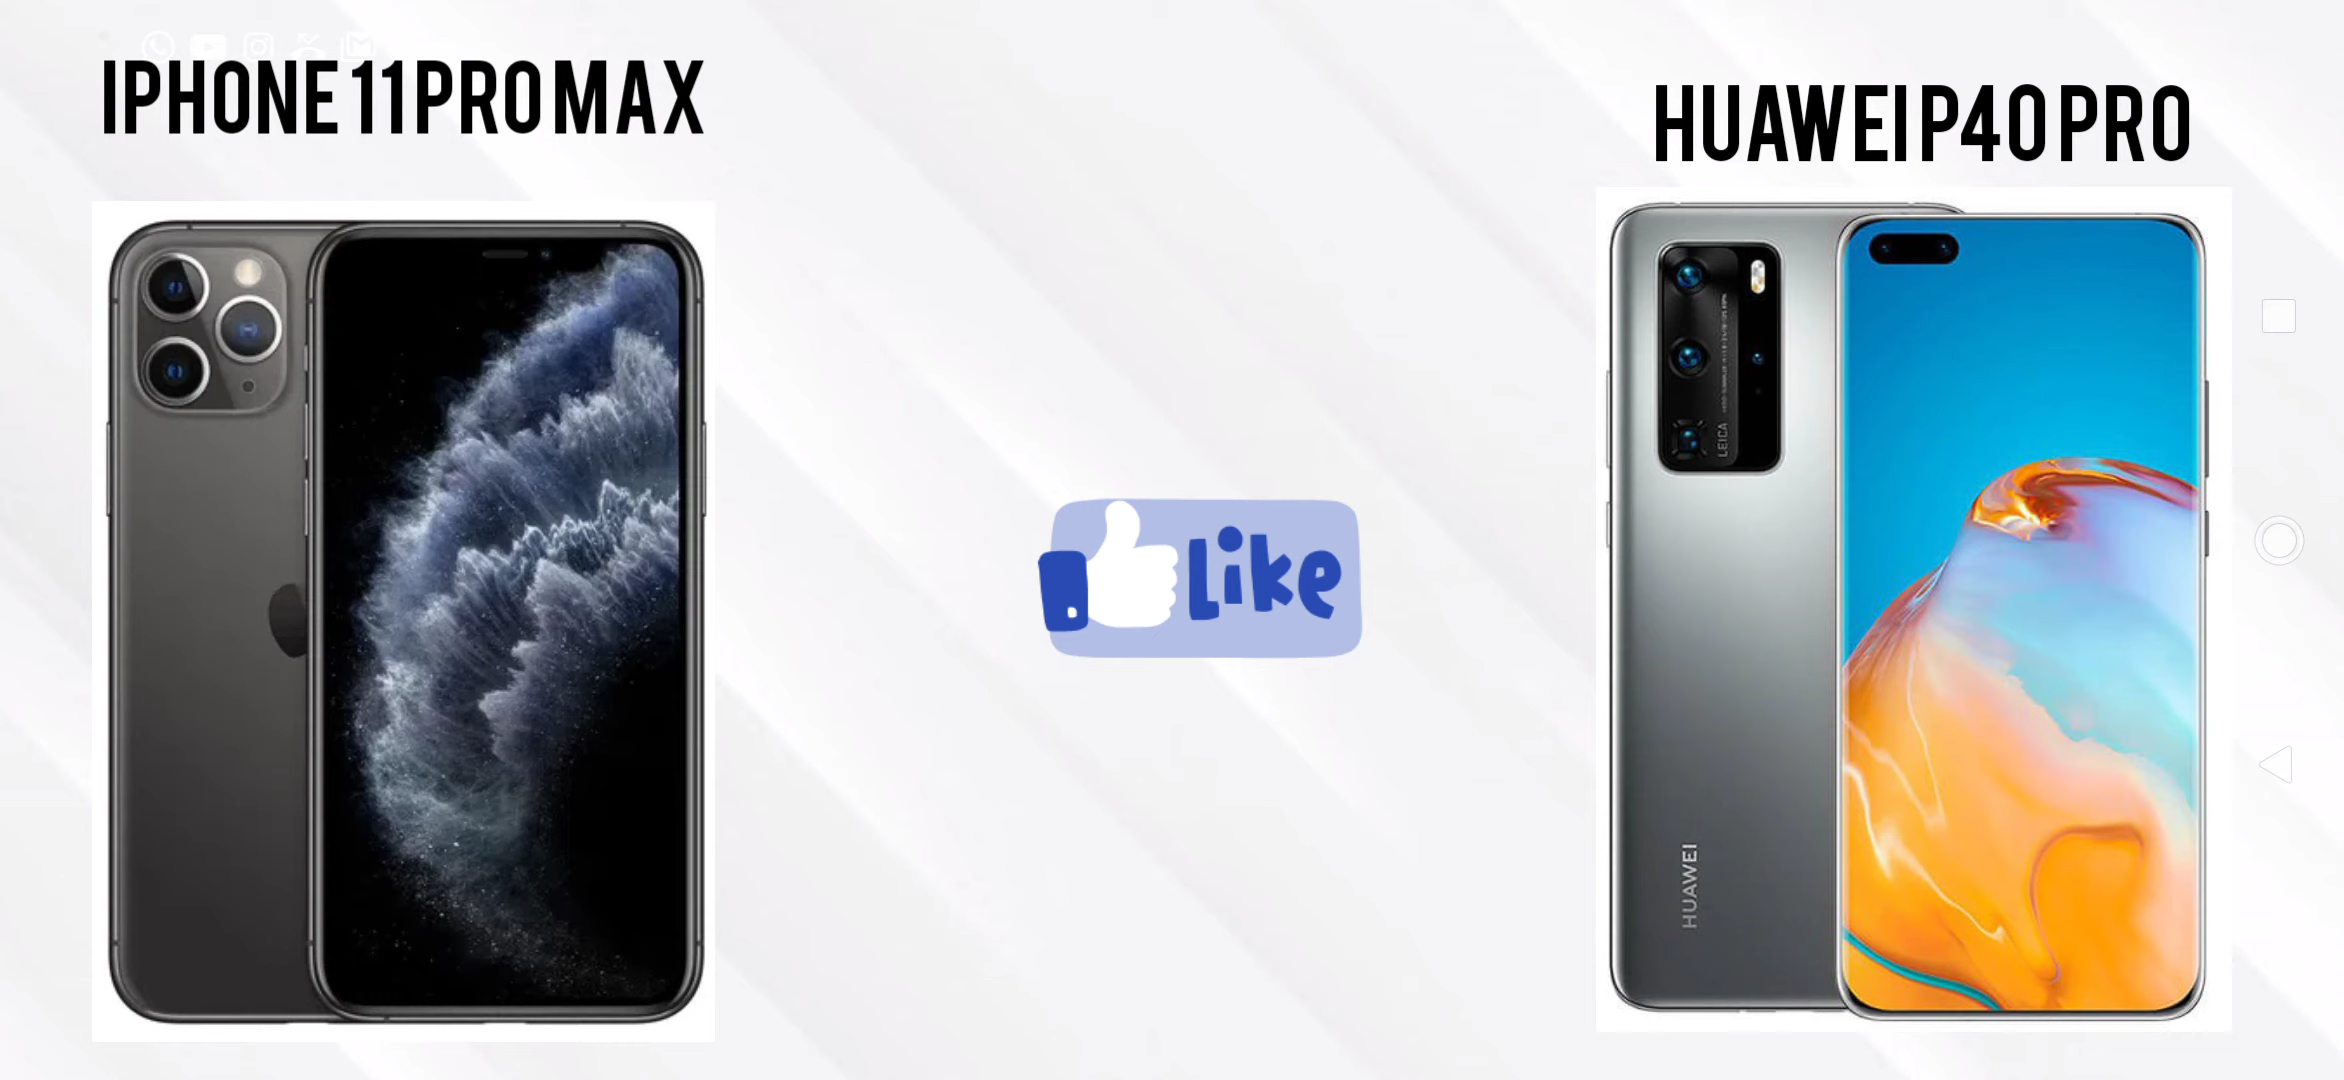 IPHONE 11 PRO MAX
HUAWEI P40 PRO
Like
LEICA
HUAWEI